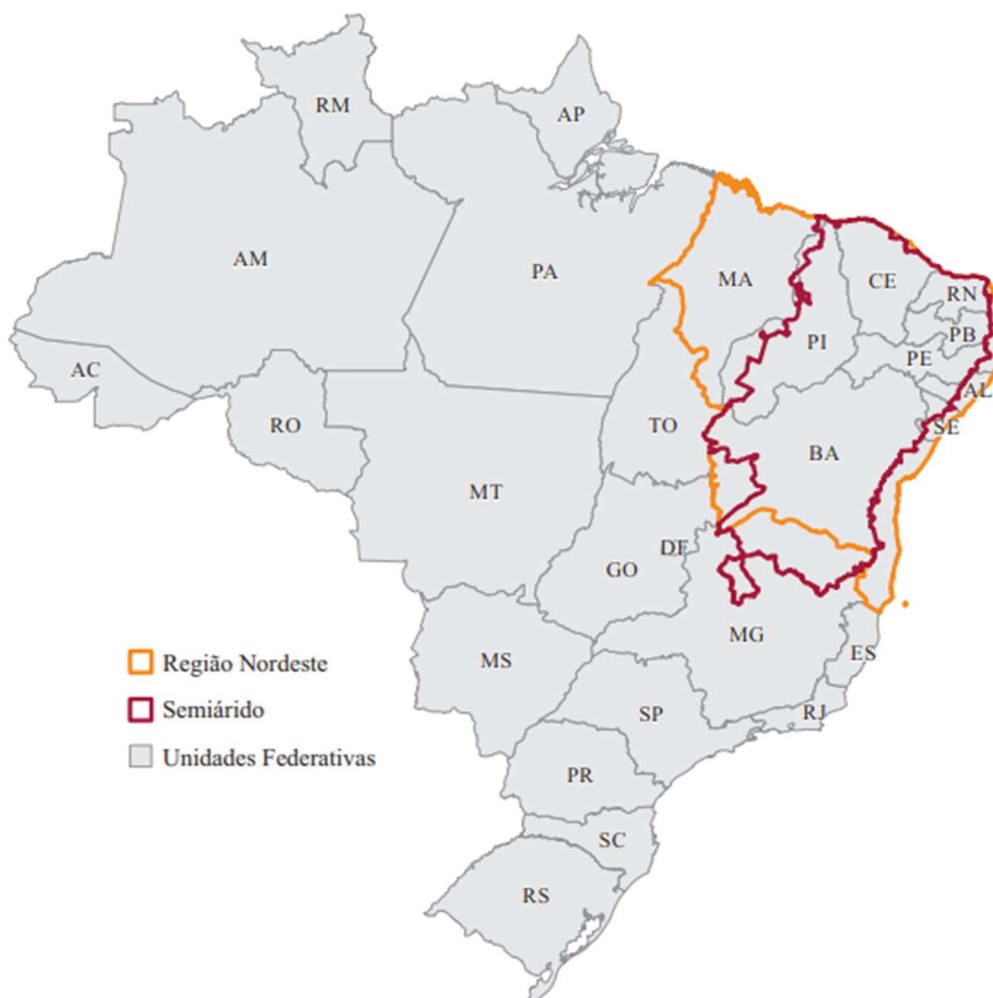 RM
AP
AM
PA
MA
CE
RN
PB
PI
PE
AL
AC
TO
SE
RO
BA
MT
DF
GO
MG
ES
MS
SP
RJ
PR
SC
RS
Região Nordeste
Semiárido
Unidades Federativas